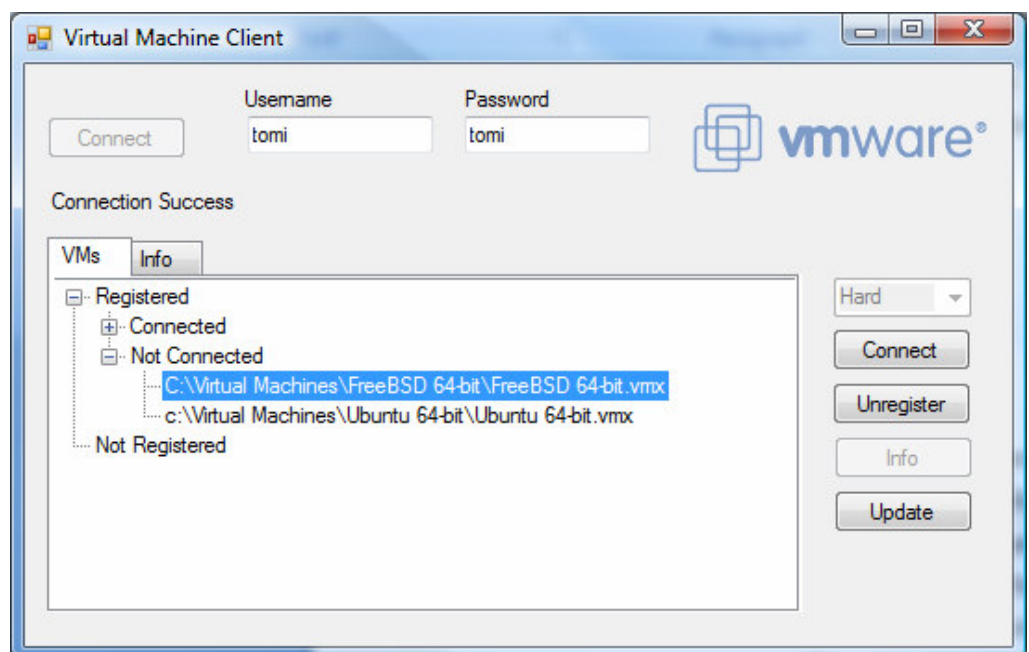 Virtual Machine Client
Username Password
Connect tomi tomi
vmware®
Connection Success
VMs Info
Registered
Connected
Not Connected
C:\Virtual Machines\FreeBSD 64-bit\FreeBSD 64-bit.vmx
c:\Virtual Machines\Ubuntu 64-bit\Ubuntu 64-bit.vmx
Not Registered
Hard
Connect
Unregister
Info
Update